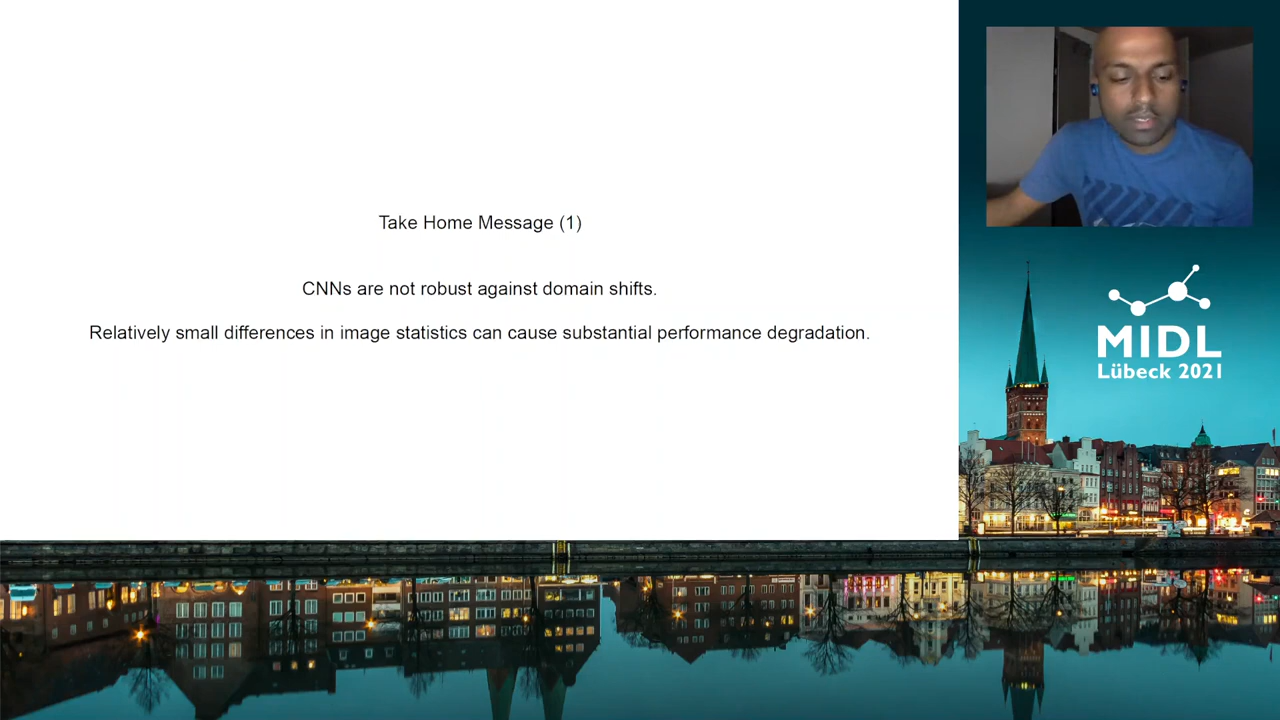 Take Home Message (1)
CNNs are not robust against domain shifts.
Relatively small differences in image statistics can cause substantial performance degradation.
MIDL
Lübeck 2021